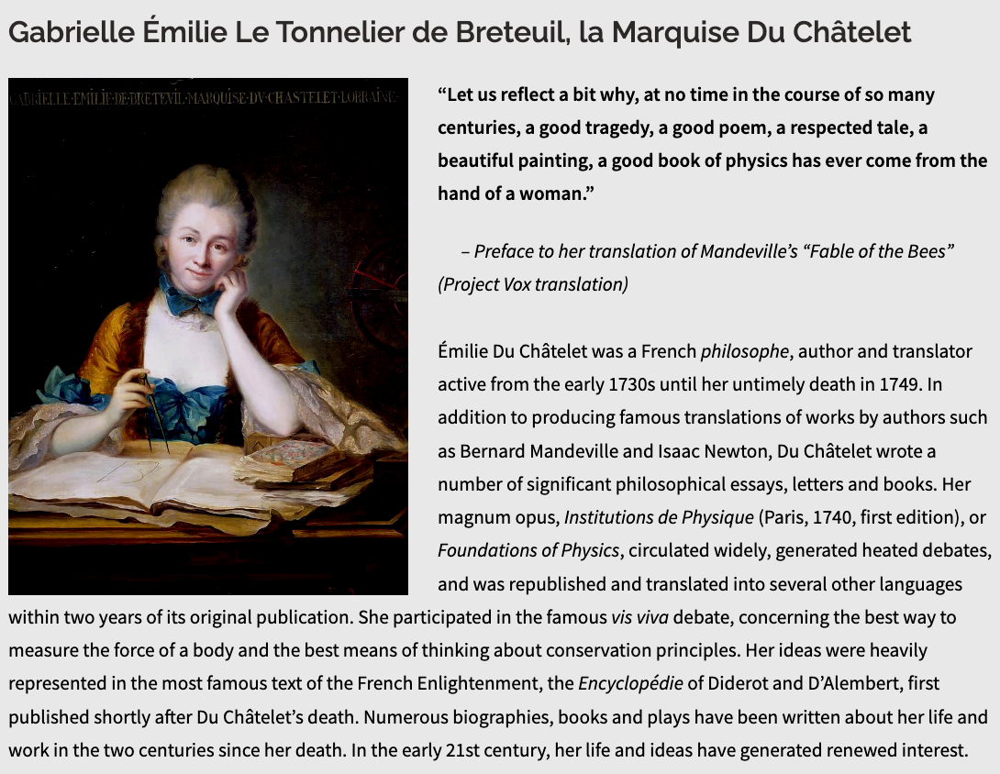 Gabrielle Émilie Le Tonnelier de Breteuil, la Marquise Du Châtelet
GABRIELLE·EMILIE·DE·BRETEVIL·MARQUISE·DV·CHASTELET·LORRAINE·
“Let us reflect a bit why, at no time in the course of so many
centuries, a good tragedy, a good poem, a respected tale, a
beautiful painting, a good book of physics has ever come from the
hand of a woman.”
– Preface to her translation of Mandeville’s “Fable of the Bees”
(Project Vox translation)
Émilie Du Châtelet was a French philosophe, author and translator
active from the early 1730s until her untimely death in 1749. In
addition to producing famous translations of works by authors such
as Bernard Mandeville and Isaac Newton, Du Châtelet wrote a
number of significant philosophical essays, letters and books. Her
magnum opus, Institutions de Physique (Paris, 1740, first edition), or
Foundations of Physics, circulated widely, generated heated debates,
and was republished and translated into several other languages
within two years of its original publication. She participated in the famous vis viva debate, concerning the best way to
measure the force of a body and the best means of thinking about conservation principles. Her ideas were heavily
represented in the most famous text of the French Enlightenment, the Encyclopédie of Diderot and D’Alembert, first
published shortly after Du Châtelet’s death. Numerous biographies, books and plays have been written about her life and
work in the two centuries since her death. In the early 21st century, her life and ideas have generated renewed interest.